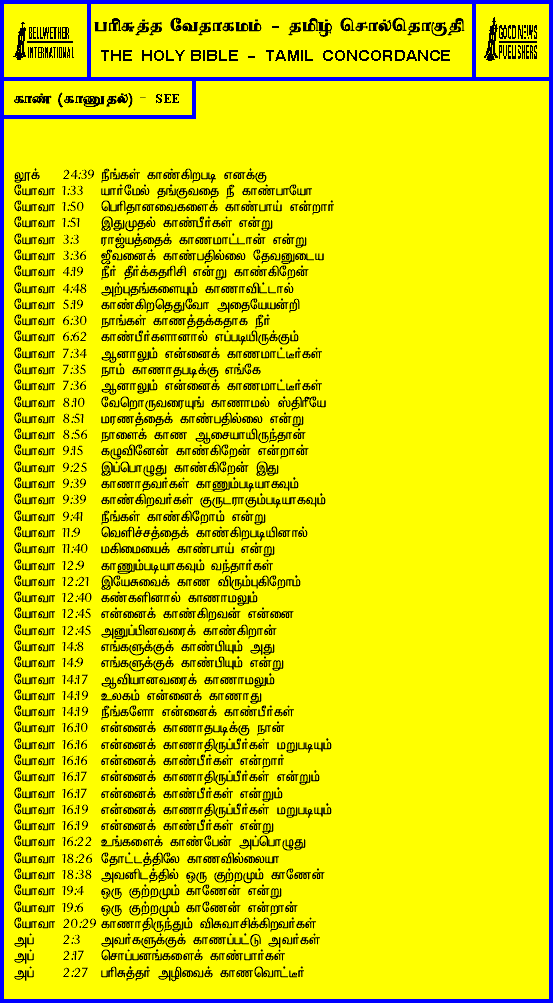 BELLWETHER
INTERNATIONAL
பரிசுத்த வேதாகமம் - தமிழ் சொல்தொகுதி
THE HOLY BIBLE - TAMIL CONCORDANCE
GOOD NEWS
PUBLISHERS
காண் (காணுதல்) - SEE
லூக் 24:39 நீங்கள் காண்கிறபடி எனக்கு
யோவா 1:33 யார்மேல் தங்குவதை நீ காண்பாயோ
யோவா 1:50 பெரிதானவைகளைக் காண்பாய் என்றார்
யோவா 1:51 இதுமுதல் காண்பீர்கள் என்று
யோவா 3:3 ராஜ்யத்தைக் காணமாட்டான் என்று
யோவா 3:36 ஜீவனைக் காண்பதில்லை தேவனுடைய
யோவா 4:19 நீர் தீர்க்கதரிசி என்று காண்கிறேன்
யோவா 4:48 அற்புதங்களையும் காணாவிட்டால்
யோவா 5:19 காண்கிறதெதுவோ அதையேயன்றி
யோவா 6:30 நாங்கள் காணத்தக்கதாக நீர்
யோவா 6:62 காண்பீர்களானால் எப்படியிருக்கும்
யோவா 7:34 ஆனாலும் என்னைக் காணமாட்டீர்கள்
யோவா 7:35 நாம் காணாதபடிக்கு எங்கே
யோவா 7:36 ஆனாலும் என்னைக் காணமாட்டீர்கள்
யோவா 8:10 வேறொருவரையுங் காணாமல் ஸ்திரீயே
யோவா 8:51 மரணத்தைக் காண்பதில்லை என்று
யோவா 8:56 நாளைக் காண ஆசையாயிருந்தான்
யோவா 9:15 கழுவினேன் காண்கிறேன் என்றான்
யோவா 9:25 இப்பொழுது காண்கிறேன் இது
யோவா 9:39 காணாதவர்கள் காணும்படியாகவும்
யோவா 9:39 காண்கிறவர்கள் குருடராகும்படியாகவும்
யோவா 9:41 நீங்கள் காண்கிறோம் என்று
யோவா 11:9 வெளிச்சத்தைக் காண்கிறபடியினால்
யோவா 11:40 மகிமையைக் காண்பாய் என்று
யோவா 12:9 காணும்படியாகவும் வந்தார்கள்
யோவா 12:21 இயேசுவைக் காண விரும்புகிறோம்
யோவா 12:40 கண்களினால் காணாமலும்
யோவா 12:45 என்னைக் காண்கிறவன் என்னை
யோவா 12:45 அனுப்பினவரைக் காண்கிறான்
யோவா 14:8 எங்களுக்குக் காண்பியும் அது
யோவா 14:9 எங்களுக்குக் காண்பியும் என்று
யோவா 14:17 ஆவியானவரைக் காணாமலும்
யோவா 14:19 உலகம் என்னைக் காணாது
யோவா 14:19 நீங்களோ என்னைக் காண்பீர்கள்
யோவா 16:10 என்னைக் காணாதபடிக்கு நான்
யோவா 16:16 என்னைக் காணாதிருப்பீர்கள் மறுபடியும்
யோவா 16:16 என்னைக் காண்பீர்கள் என்றார்
யோவா 16:17 என்னைக் காணாதிருப்பீர்கள் என்றும்
யோவா 16:17 என்னைக் காண்பீர்கள் என்றும்
யோவா 16:19 என்னைக் காணாதிருப்பீர்கள் மறுபடியும்
யோவா 16:19 என்னைக் காண்பீர்கள் என்று
யோவா 16:22 உங்களைக் காண்பேன் அப்பொழுது
யோவா 18:26 தோட்டத்திலே காணவில்லையா
யோவா 18:38 அவனிடத்தில் ஒரு குற்றமும் காணேன்
யோவா 19:4 ஒரு குற்றமும் காணேன் என்று
யோவா 19:6 ஒரு குற்றமும் காணேன் என்றான்
யோவா 20:29 காணாதிருந்தும் விசுவாசிக்கிறவர்கள்
அப் 2:3 அவர்களுக்குக் காணப்பட்டு அவர்கள்
அப் 2:17 சொப்பனங்களைக் காண்பார்கள்
அப் 2:27 பரிசுத்தர் அழிவைக் காணவொட்டீர்